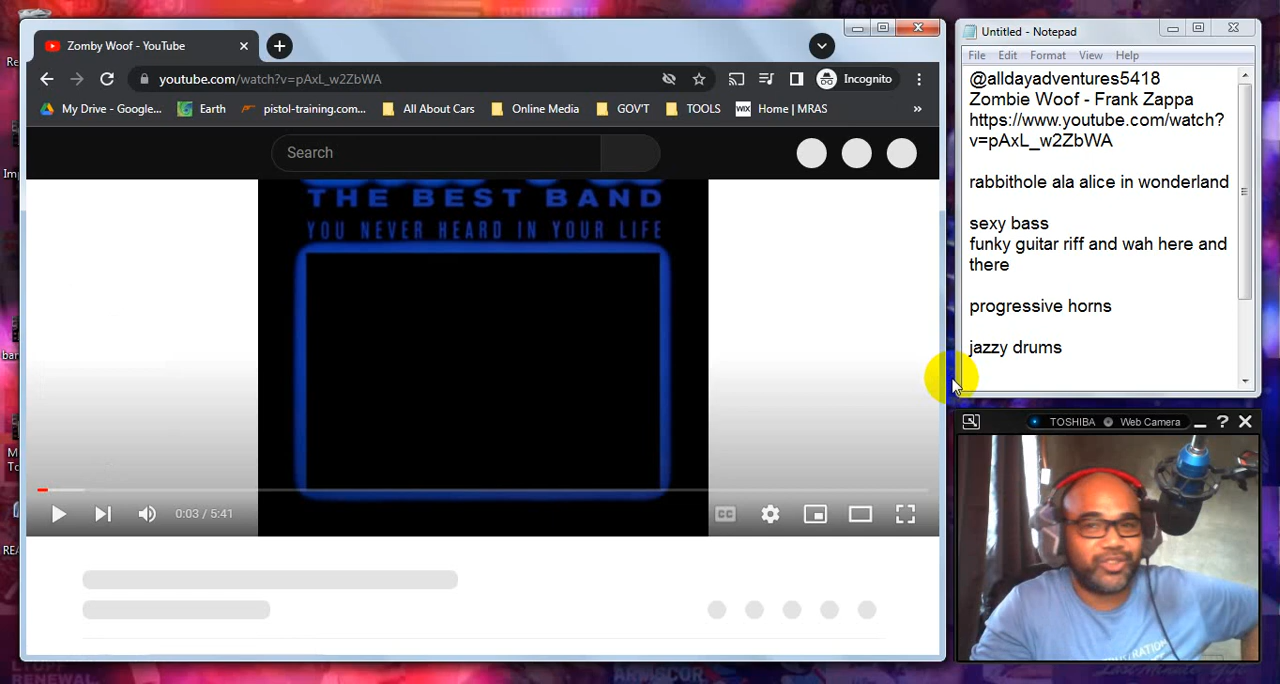 Zomby Woof - YouTube
youtube.com/watch?v=pAxL_w2ZbWA
Incognito
My Drive - Google...
Earth
pistol-training.com...
All About Cars
Online Media
GOV'T
TOOLS
WIX
Home | MRAS
»
Search
THE BEST BAND
YOU NEVER HEARD IN YOUR LIFE
0:03 / 5:41
CC
Untitled - Notepad
File Edit Format View Help
@alldayadventures5418
Zombie Woof - Frank Zappa
https://www.youtube.com/watch?
v=pAxL_w2ZbWA
rabbithole ala alice in wonderland
sexy bass
funky guitar riff and wah here and
there
progressive horns
jazzy drums
TOSHIBA Web Camera
RENEWAL
ARMSCOR